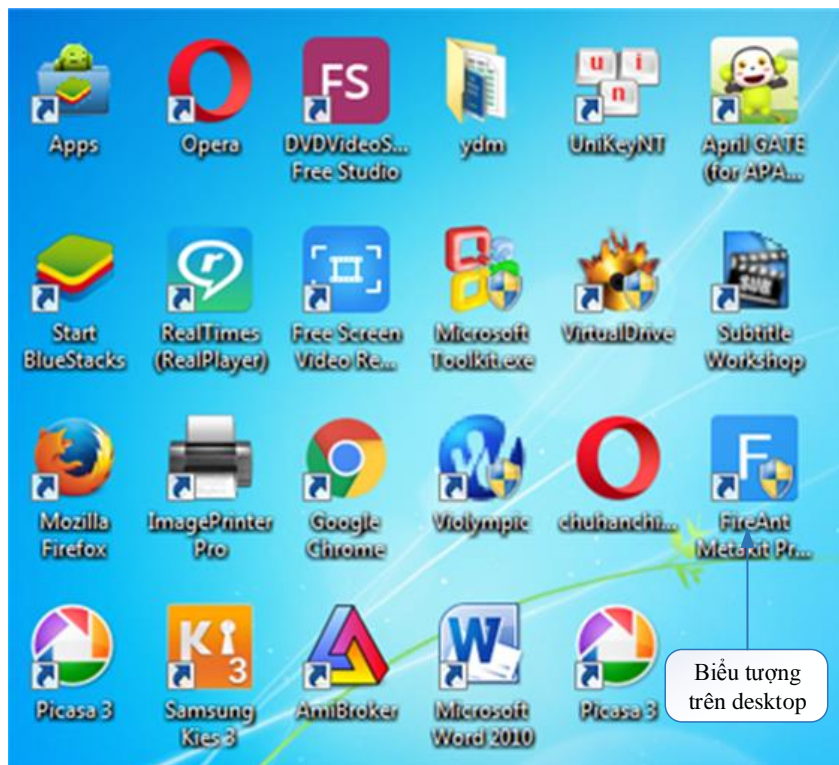 FS
u i
n
Apps
Opera
DVDVideoS...
Free Studio
ydm
UniKeyNT
April GATE
(for APA...
Start
BlueStacks
RealTimes
(RealPlayer)
Free Screen
Video Re...
Microsoft
Toolkit.exe
VirtualDrive
Subtitle
Workshop
F
Mozilla
Firefox
ImagePrinter
Pro
Google
Chrome
Violympic
chuhanchi...
FireAnt
Metakit Pr...
Ki
3
W
Picasa 3
Samsung
Kies 3
AmiBroker
Microsoft
Word 2010
Picasa 3
Biểu tượng
trên desktop